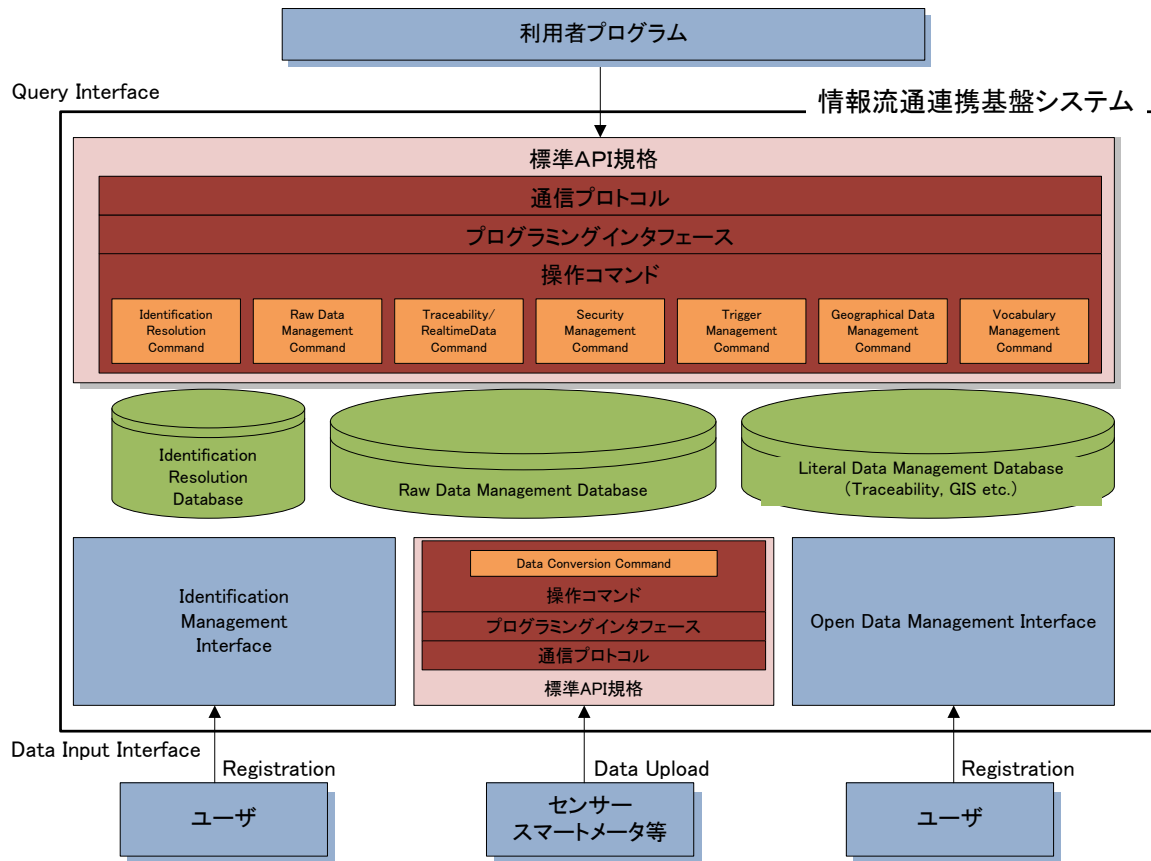 利用者プログラム
Query Interface
情報流通連携基盤システム
標準API規格
通信プロトコル
プログラミングインタフェース
操作コマンド
Identification
Resolution
Command
Raw Data
Management
Command
Traceability/
RealtimeData
Command
Security
Management
Command
Trigger
Management
Command
Geographical Data
Management
Command
Vocabulary
Management
Command
Identification
Resolution
Database
Raw Data Management Database
Literal Data Management Database
（Traceability, GIS etc.）
Identification
Management
Interface
Data Conversion Command
操作コマンド
プログラミングインタフェース
通信プロトコル
標準API規格
Open Data Management Interface
Data Input Interface
Registration
Data Upload
Registration
ユーザ
センサー
スマートメータ等
ユーザ